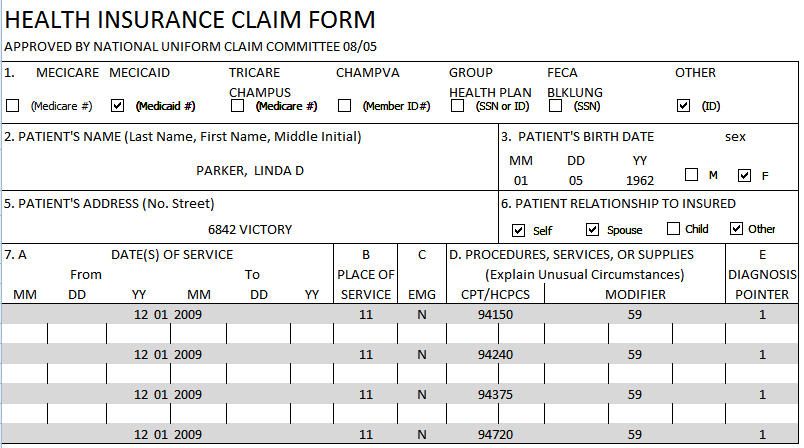 HEALTH INSURANCE CLAIM FORM
APPROVED BY NATIONAL UNIFORM CLAIM COMMITTEE 08/05
1. MEDICARE MEDICAID TRICARE CHAMPVA GROUP FECA OTHER
CHAMPUS HEALTH PLAN BLKLUNG
(Medicare #) (Medicaid #) (Medicare #) (Member ID#) (SSN or ID) (SSN) (ID)
2. PATIENT'S NAME (Last Name, First Name, Middle Initial) 3. PATIENT'S BIRTH DATE sex
MM DD YY
PARKER, LINDA D
M F
01 05 1962
5. PATIENT'S ADDRESS (No. Street) 6. PATIENT RELATIONSHIP TO INSURED
6842 VICTORY Self Spouse Child Other
7. A DATE(S) OF SERVICE B C D. PROCEDURES, SERVICES, OR SUPPLIES E
From To PLACE OF (Explain Unusual Circumstances) DIAGNOSIS
MM DD YY MM DD YY SERVICE EMG CPT/HCPCS MODIFIER POINTER
12 01 2009 11 N 94150 59 1
12 01 2009 11 N 94240 59 1
12 01 2009 11 N 94375 59 1
12 01 2009 11 N 94720 59 1